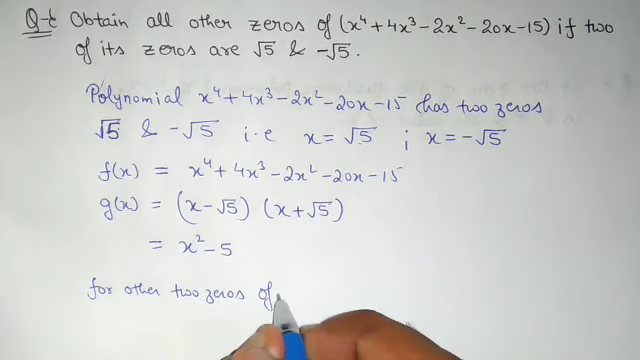 Q-6 Obtain all other zeros of (x⁴+4x³-2x²-20x-15) if two
of its zeros are √5 & -√5.
Polynomial x⁴+4x³-2x²-20x-15 has two zeros
√5 & -√5 i.e x=√5 ; x=-√5
f(x) = x⁴+4x³-2x²-20x-15
g(x) = (x-√5) (x+√5)
= x²-5
for other two zeros of